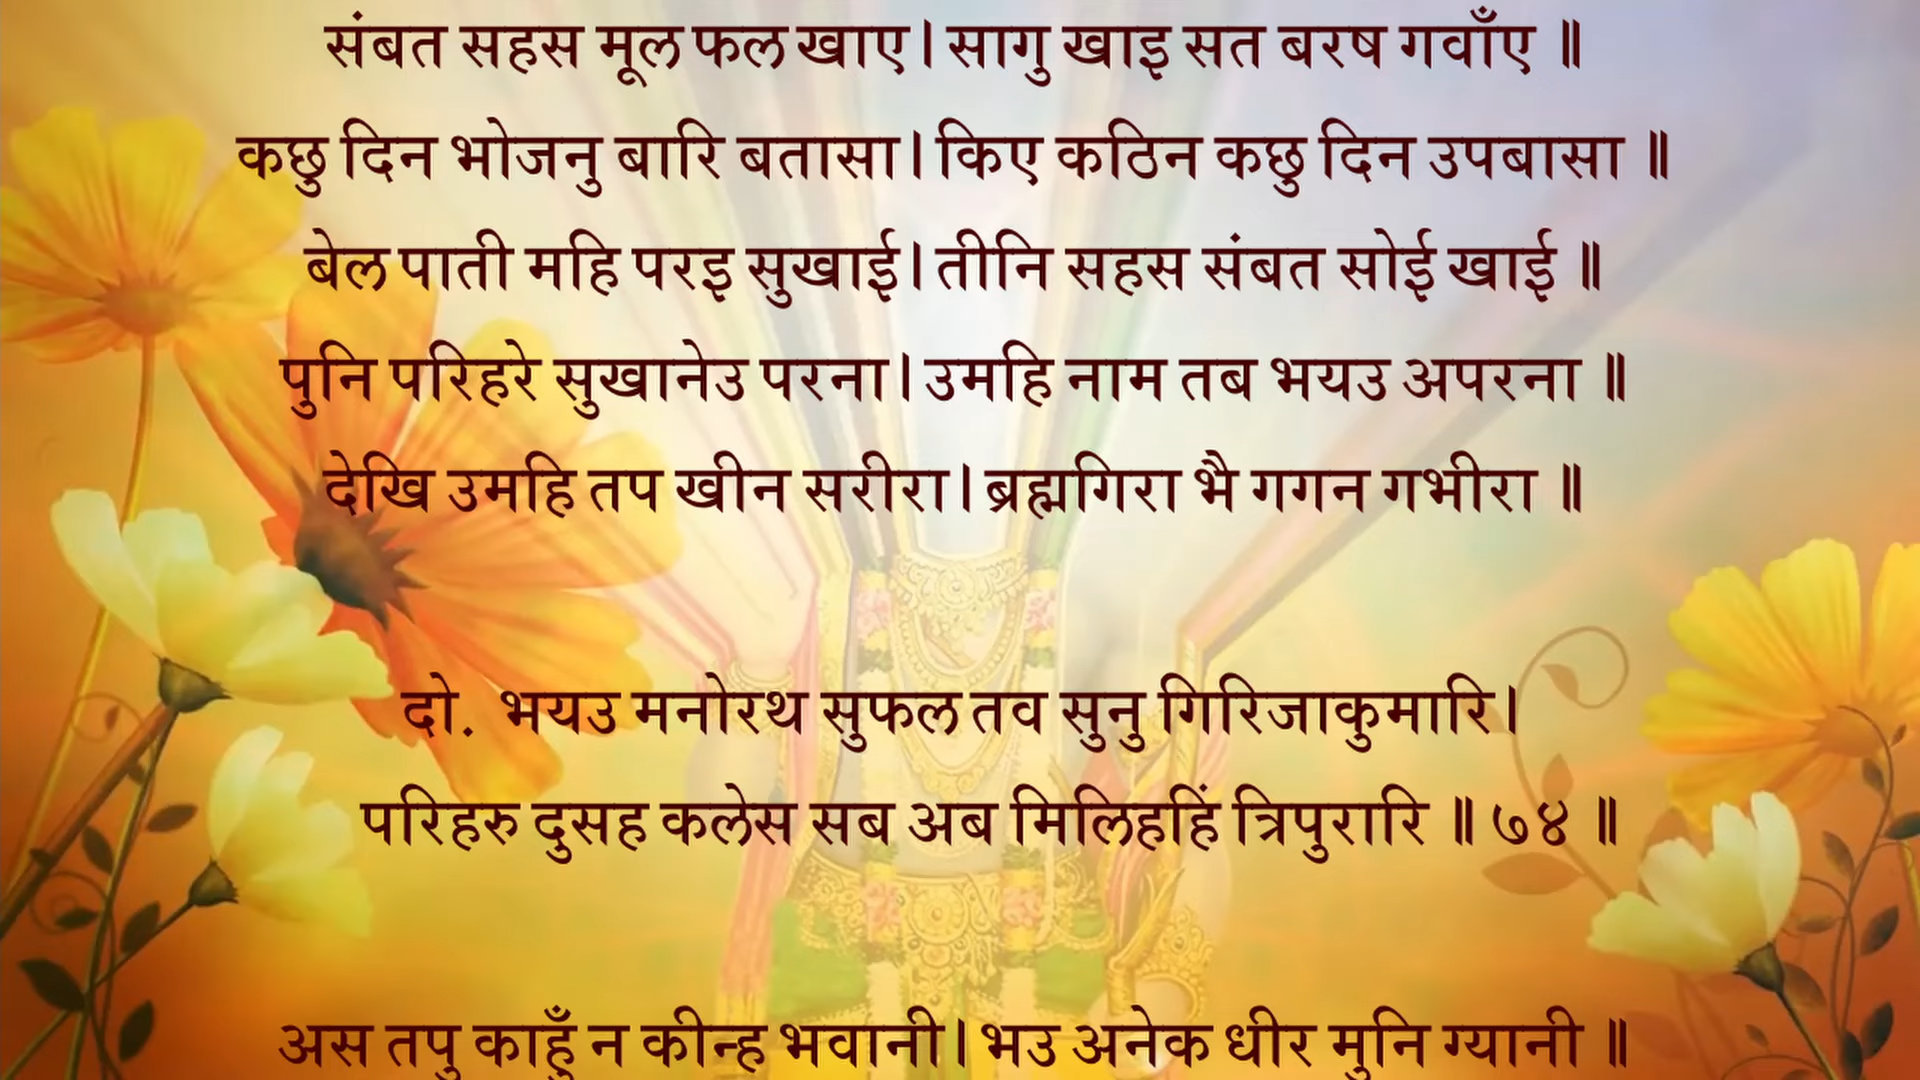 संबत सहस मूल फल खाए। सागु खाइ सत बरष गवाँए ॥
कछु दिन भोजनु बारि बतासा। किए कठिन कछु दिन उपबासा ॥
बेल पाती महि परइ सुखाई। तीनि सहस संबत सोई खाई ॥
पुनि परिहरे सुखानेउ परना। उमहि नाम तब भयउ अपरना ॥
देखि उमहि तप खीन सरीरा। ब्रह्मगिरा भै गगन गभीरा ॥
दो. भयउ मनोरथ सुफल तव सुनु गिरिजाकुमारि।
परिहरु दुसह कलेस सब अब मिलिहहिं त्रिपुरारि ॥ ७४ ॥
अस तपु काहुँ न कीन्ह भवानी। भउ अनेक धीर मुनि ग्यानी ॥